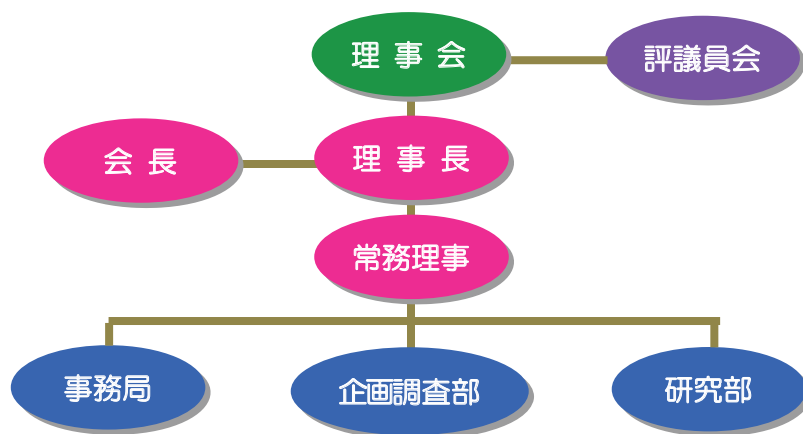 理事会
評議員会
会長
理事長
常務理事
事務局
企画調査部
研究部